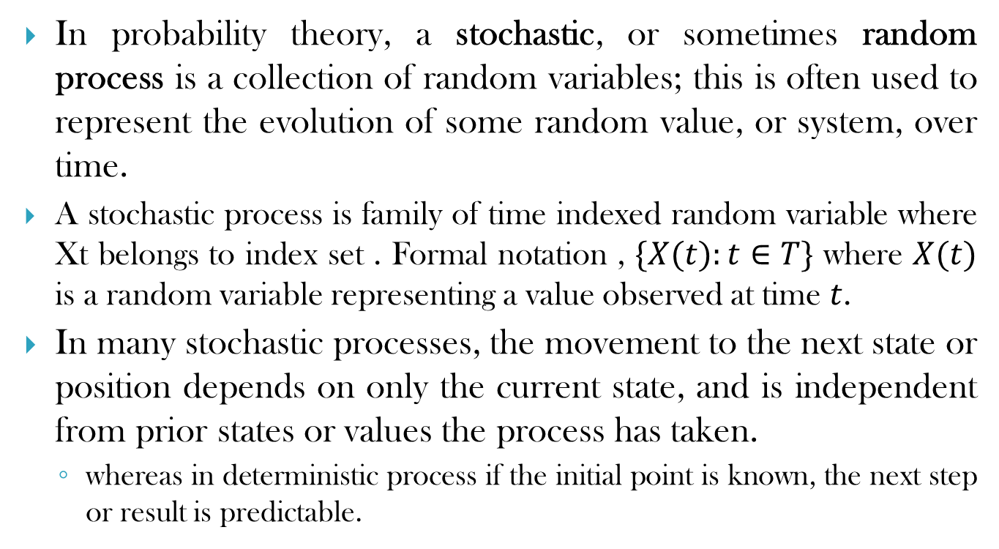 In probability theory, a stochastic, or sometimes random
process is a collection of random variables; this is often used to
represent the evolution of some random value, or system, over
time.
A stochastic process is family of time indexed random variable where
Xt belongs to index set . Formal notation , {X(t): t ∈ T} where X(t)
is a random variable representing a value observed at time t.
In many stochastic processes, the movement to the next state or
position depends on only the current state, and is independent
from prior states or values the process has taken.
whereas in deterministic process if the initial point is known, the next step
or result is predictable.